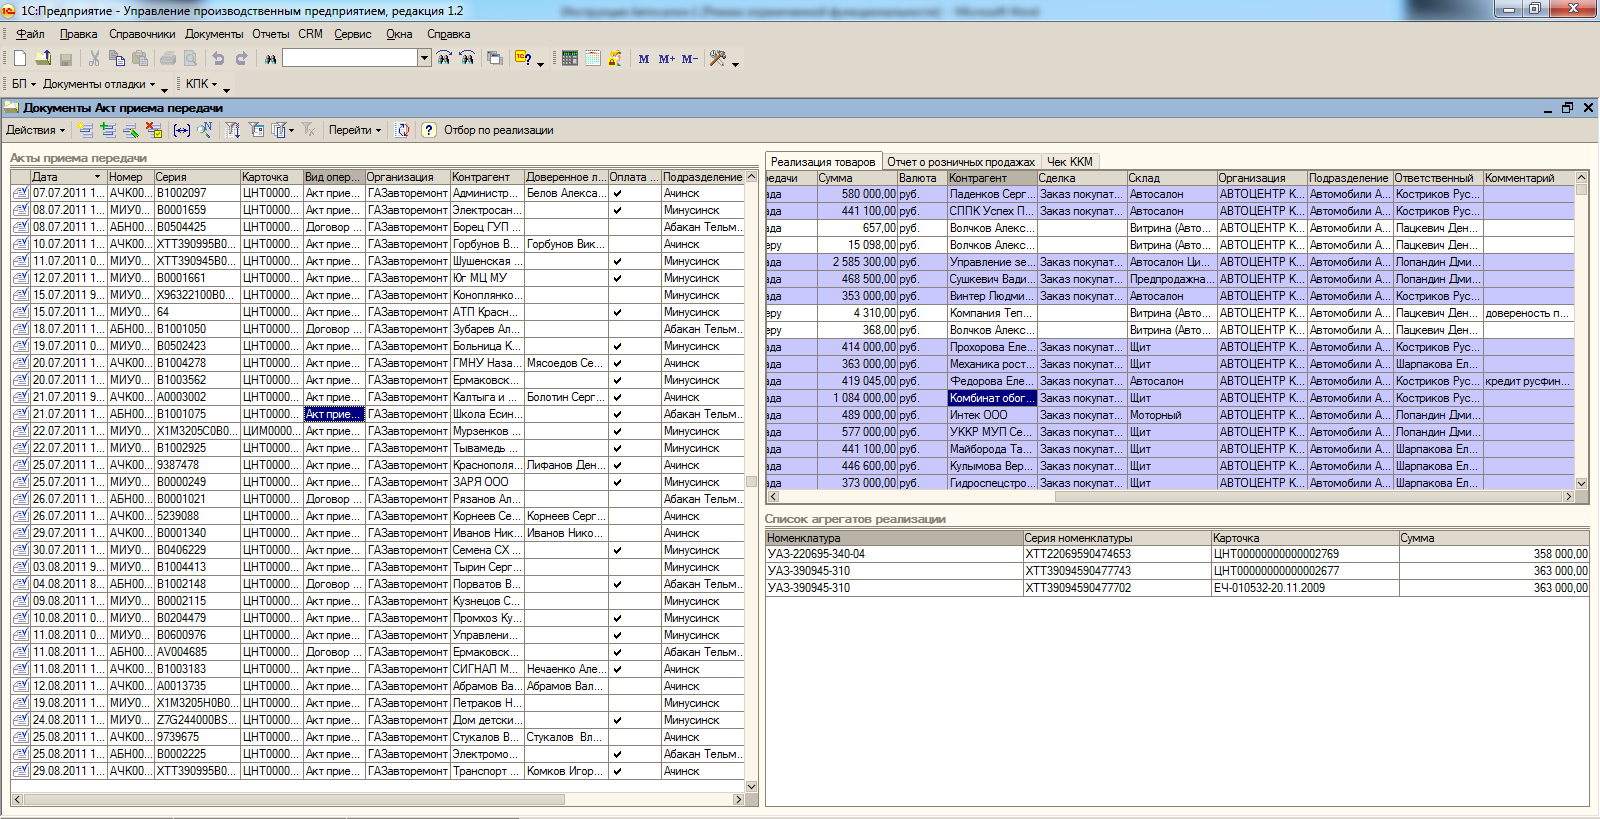 1С:Предприятие - Управление производственным предприятием, редакция 1.2
Файл Правка Справочники Документы Отчеты CRM Сервис Окна Справка
M M+ M-
БП Документы отладки КПК
Документы Акт приема передачи
Действия Перейти Отбор по реализации
Акты приема передачи
Дата Номер Серия Карточка Вид опер... Организация Контрагент Доверенное л... Оплата ... Подразделение
07.07.2011 1... АЧК00... B1002097 ЦНТ0000... Акт прие... ГАЗавторемонт Администр... Белов Алекса... Ачинск
08.07.2011 1... МИУ0... B0001659 ЦНТ0000... Акт прие... ГАЗавторемонт Электросан... Минусинск
08.07.2011 1... АБН00... B0504425 ЦНТ0000... Договор ... ГАЗавторемонт Борец ГУП ... Абакан Тельм...
10.07.2011 1... АЧК00... XTT390995B0... ЦНТ0000... Акт прие... ГАЗавторемонт Горбунов В... Горбунов Вик... Ачинск
11.07.2011 0... МИУ0... XTT390945B0... ЦНТ0000... Акт прие... ГАЗавторемонт Шушенская ... Минусинск
12.07.2011 1... МИУ0... B0001661 ЦНТ0000... Акт прие... ГАЗавторемонт Юг МЦ МУ Минусинск
15.07.2011 9... МИУ0... X96322100B0... ЦНТ0000... Акт прие... ГАЗавторемонт Коноплянко... Минусинск
15.07.2011 1... МИУ0... 64 ЦНТ0000... Акт прие... ГАЗавторемонт АТП Красн... Минусинск
18.07.2011 1... АБН00... B1001050 ЦНТ0000... Договор ... ГАЗавторемонт Зубарев Ал... Абакан Тельм...
19.07.2011 0... МИУ0... B0502423 ЦНТ0000... Акт прие... ГАЗавторемонт Больница К... Минусинск
20.07.2011 1... АЧК00... B1004278 ЦНТ0000... Акт прие... ГАЗавторемонт ГМНУ Наза... Мясоедов Се... Ачинск
20.07.2011 1... МИУ0... B1003562 ЦНТ0000... Акт прие... ГАЗавторемонт Ермаковск... Минусинск
21.07.2011 9... АЧК00... A0003002 ЦНТ0000... Акт прие... ГАЗавторемонт Калтыга и ... Болотин Серг... Ачинск
21.07.2011 1... АБН00... B1001075 ЦНТ0000... Акт прие... ГАЗавторемонт Школа Есин... Абакан Тельм...
22.07.2011 1... МИУ0... X1M3205C0B0... ЦИМ0000... Акт прие... ГАЗавторемонт Мурзенков ... Минусинск
22.07.2011 1... МИУ0... B1002925 ЦНТ0000... Акт прие... ГАЗавторемонт Тывамедь ... Минусинск
25.07.2011 1... АЧК00... 9387478 ЦНТ0000... Акт прие... ГАЗавторемонт Краснополя... Лифанов Ден... Ачинск
25.07.2011 1... МИУ0... B0000249 ЦНТ0000... Акт прие... ГАЗавторемонт ЗАРЯ ООО Минусинск
26.07.2011 1... АБН00... B0001021 ЦНТ0000... Договор ... ГАЗавторемонт Рязанов Ал... Абакан Тельм...
26.07.2011 1... АЧК00... 5239088 ЦНТ0000... Акт прие... ГАЗавторемонт Корнеев Се... Корнеев Серг... Ачинск
29.07.2011 1... АЧК00... B0001340 ЦНТ0000... Акт прие... ГАЗавторемонт Иванов Ник... Иванов Нико... Ачинск
30.07.2011 1... МИУ0... B0406229 ЦНТ0000... Акт прие... ГАЗавторемонт Семена СХ ... Минусинск
03.08.2011 9... МИУ0... B1004413 ЦНТ0000... Акт прие... ГАЗавторемонт Тырин Серг... Минусинск
04.08.2011 8... АБН00... B1002148 ЦНТ0000... Договор ... ГАЗавторемонт Порватов В... Абакан Тельм...
09.08.2011 1... МИУ0... B0002115 ЦНТ0000... Акт прие... ГАЗавторемонт Кузнецов С... Минусинск
10.08.2011 0... МИУ0... B0204479 ЦНТ0000... Акт прие... ГАЗавторемонт Промхоз Ку... Минусинск
11.08.2011 0... МИУ0... B0600976 ЦНТ0000... Акт прие... ГАЗавторемонт Управлени... Минусинск
11.08.2011 1... АБН00... AV004685 ЦНТ0000... Договор ... ГАЗавторемонт Ермаковск... Абакан Тельм...
11.08.2011 1... АЧК00... B1003183 ЦНТ0000... Акт прие... ГАЗавторемонт СИГНАЛ М... Нечаенко Але... Ачинск
12.08.2011 1... АЧК00... A0013735 ЦНТ0000... Акт прие... ГАЗавторемонт Абрамов Ва... Абрамов Вал... Ачинск
19.08.2011 1... МИУ0... X1M3205H0B0... ЦНТ0000... Акт прие... ГАЗавторемонт Петраков Н... Минусинск
24.08.2011 1... МИУ0... Z7G244000BS... ЦНТ0000... Акт прие... ГАЗавторемонт Дом детски... Минусинск
25.08.2011 1... АЧК00... 9739675 ЦНТ0000... Акт прие... ГАЗавторемонт Стукалов В... Стукалов Вл... Ачинск
25.08.2011 1... АБН00... B0002225 ЦНТ0000... Акт прие... ГАЗавторемонт Электромо... Абакан Тельм...
29.08.2011 1... АЧК00... XTT390995B0... ЦНТ0000... Акт прие... ГАЗавторемонт Транспорт ... Комков Игор... Ачинск
Реализация товаров Отчет о розничных продажах Чек ККМ
редачи Сумма Валюта Контрагент Сделка Склад Организация Подразделение Ответственный Комментарий
ада 580 000,00 руб. Ладенков Серг... Заказ покупат... Автосалон АВТОЦЕНТР К... Автомобили А... Костриков Рус...
ада 441 100,00 руб. СППК Успех П... Заказ покупат... Автосалон АВТОЦЕНТР К... Автомобили А... Костриков Рус...
ада 657,00 руб. Волчков Алекс... Витрина (Авто... АВТОЦЕНТР К... Автомобили А... Пацкевич Ден...
еру 15 098,00 руб. Волчков Алекс... Витрина (Авто... АВТОЦЕНТР К... Автомобили А... Пацкевич Ден...
ада 2 585 300,00 руб. Управление зе... Заказ покупат... Автосалон Ци... АВТОЦЕНТР К... Автомобили А... Лопандин Дми...
ада 468 500,00 руб. Сушкевич Вади... Заказ покупат... Предпродажна... АВТОЦЕНТР К... Автомобили А... Лопандин Дми...
ада 353 000,00 руб. Винтер Людми... Заказ покупат... Автосалон АВТОЦЕНТР К... Автомобили А... Костриков Рус...
еру 4 310,00 руб. Компания Теп... Витрина (Авто... АВТОЦЕНТР К... Автомобили А... Пацкевич Ден... довереность п...
еру 368,00 руб. Волчков Алекс... Витрина (Авто... АВТОЦЕНТР К... Автомобили А... Пацкевич Ден...
ада 414 000,00 руб. Прохорова Еле... Заказ покупат... Щит АВТОЦЕНТР К... Автомобили А... Костриков Рус...
ада 363 000,00 руб. Механика рост... Заказ покупат... Щит АВТОЦЕНТР К... Автомобили А... Шарпакова Ел...
ада 419 045,00 руб. Федорова Еле... Заказ покупат... Автосалон АВТОЦЕНТР К... Автомобили А... Костриков Рус... кредит русфин...
ада 1 084 000,00 руб. Комбинат обог... Заказ покупат... Щит АВТОЦЕНТР К... Автомобили А... Шарпакова Ел...
ада 489 000,00 руб. Интек ООО Заказ покупат... Моторный АВТОЦЕНТР К... Автомобили А... Лопандин Дми...
ада 577 000,00 руб. УККР МУП Се... Заказ покупат... Щит АВТОЦЕНТР К... Автомобили А... Лопандин Дми...
ада 441 100,00 руб. Майборода Та... Заказ покупат... Щит АВТОЦЕНТР К... Автомобили А... Шарпакова Ел...
ада 446 600,00 руб. Кулымова Вер... Заказ покупат... Щит АВТОЦЕНТР К... Автомобили А... Шарпакова Ел...
ада 373 000,00 руб. Гидроспецстро... Заказ покупат... Щит АВТОЦЕНТР К... Автомобили А... Шарпакова Ел...
Список агрегатов реализации
Номенклатура Серия номенклатуры Карточка Сумма
УАЗ-220695-340-04 XTT22069590474653 ЦНТ00000000000002769 358 000,00
УАЗ-390945-310 XTT39094590477743 ЦНТ00000000000002677 363 000,00
УАЗ-390945-310 XTT39094590477702 ЕЧ-010532-20.11.2009 363 000,00